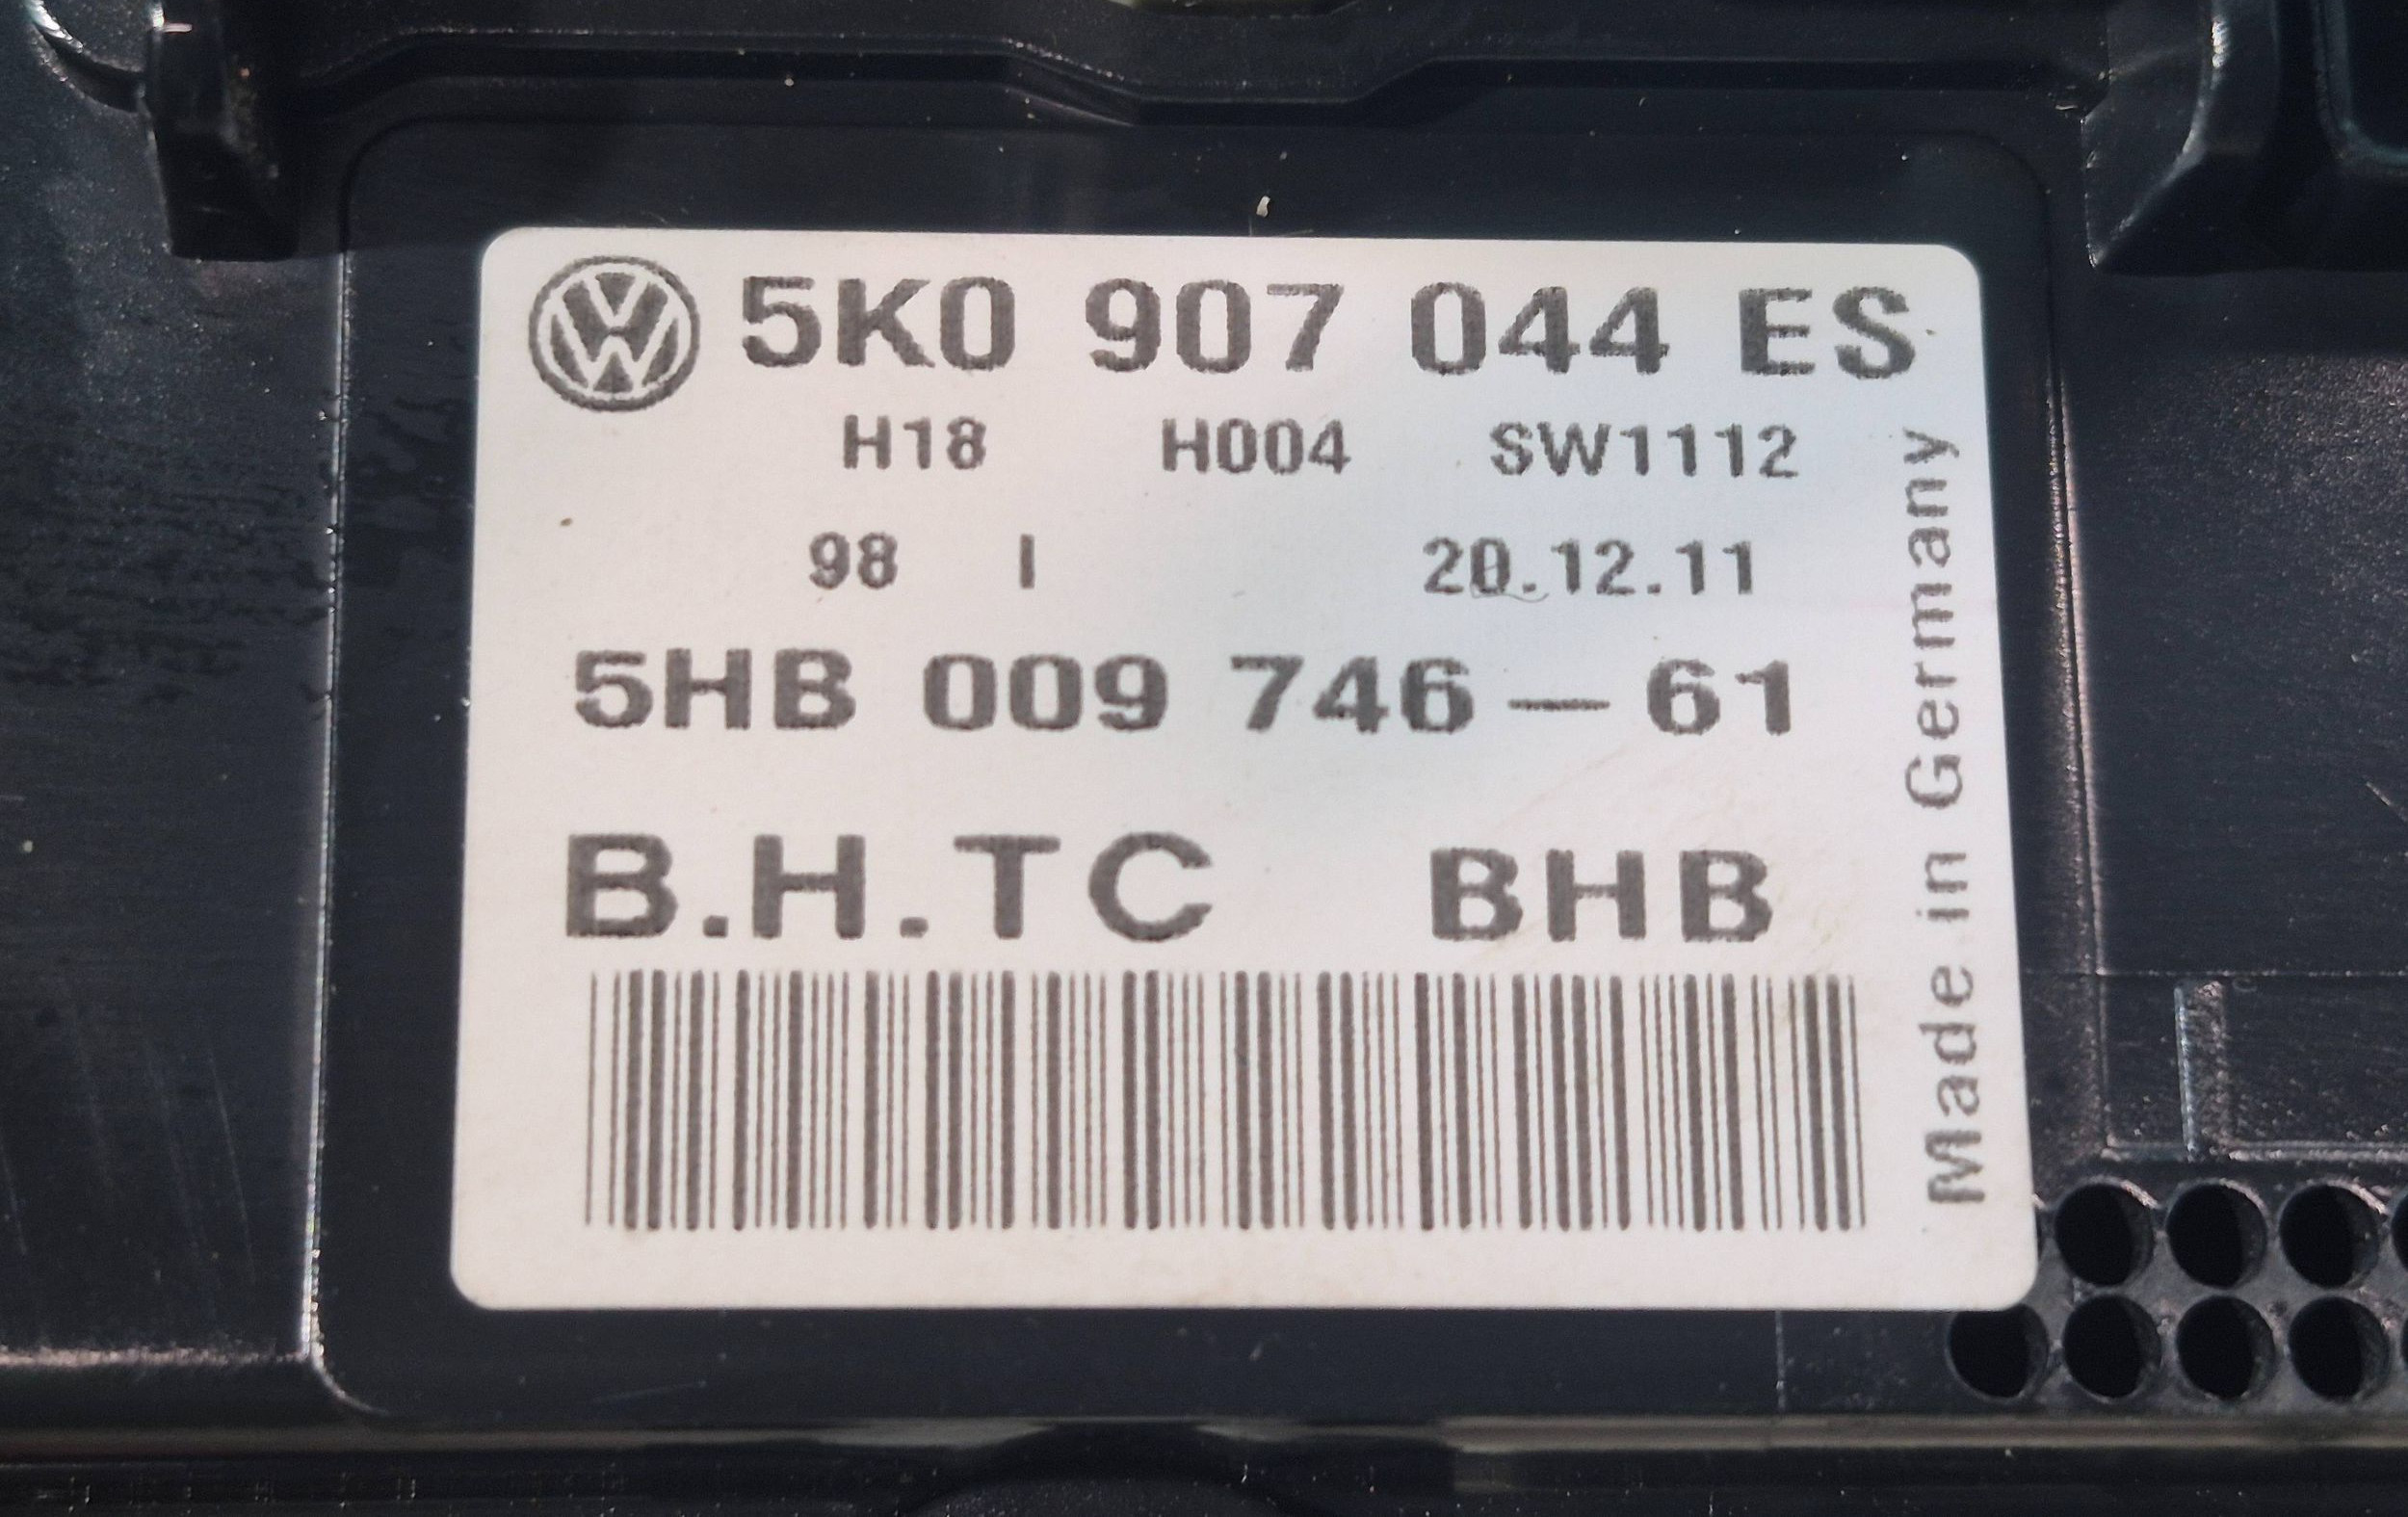 5K0 907 044 ES
H18 H004 SW1112
98 I 20.12.11
5HB 009 746-61
B.H.TC BHB
Made in Germany